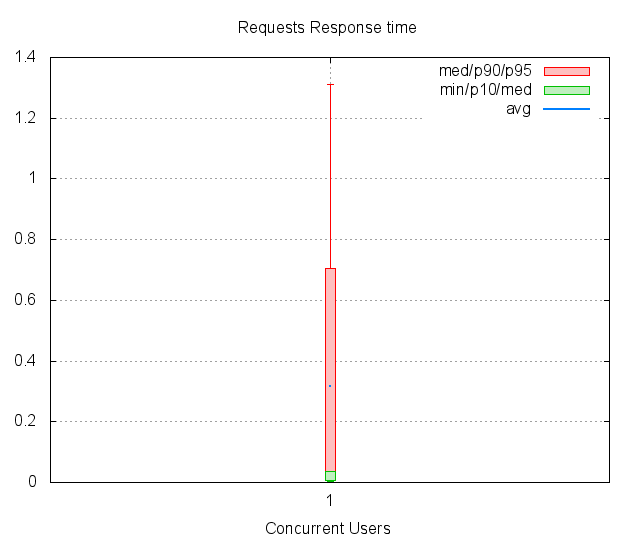 Requests Response time
1.4
1.2
1
0.8
0.6
0.4
0.2
0
med/p90/p95
min/p10/med
avg
1
Concurrent Users